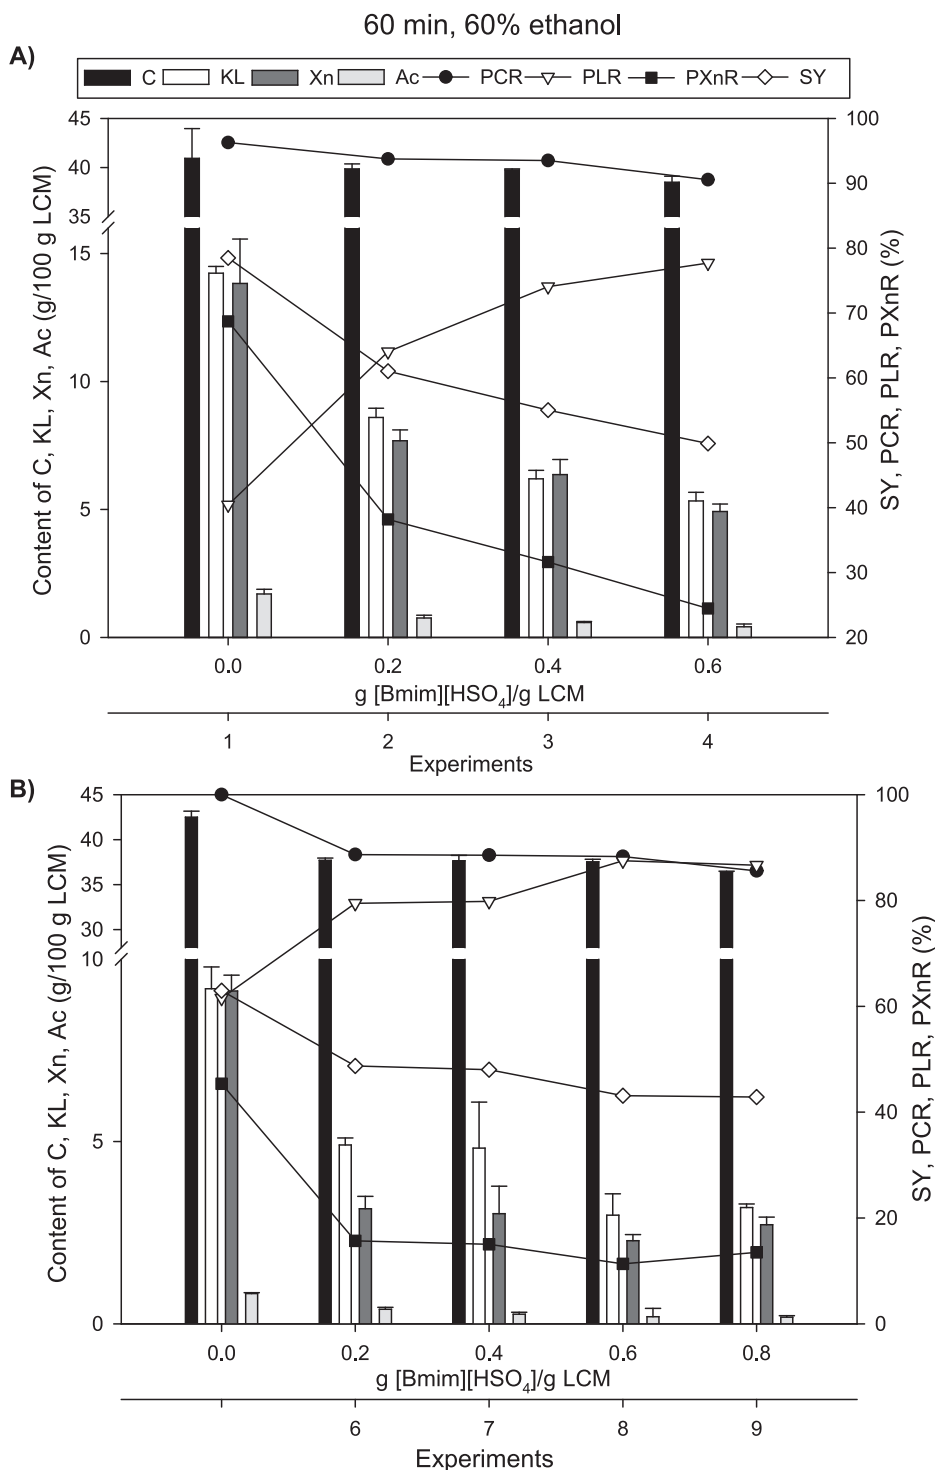 60 min, 60% ethanol
A)
C KL Xn Ac PCR PLR PXnR SY
Content of C, KL, Xn, Ac (g/100 g LCM)
45
40
35
15
10
5
0
100
90
80
70
60
50
40
30
20
SY, PCR, PLR, PXnR (%)
0.0 0.2 0.4 0.6
g [Bmim][HSO₄]/g LCM
1 2 3 4
Experiments
B)
Content of C, KL, Xn, Ac (g/100 g LCM)
45
40
35
30
10
5
0
100
80
60
40
20
0
SY, PCR, PLR, PXnR (%)
0.0 0.2 0.4 0.6 0.8
g [Bmim][HSO₄]/g LCM
6 7 8 9
Experiments